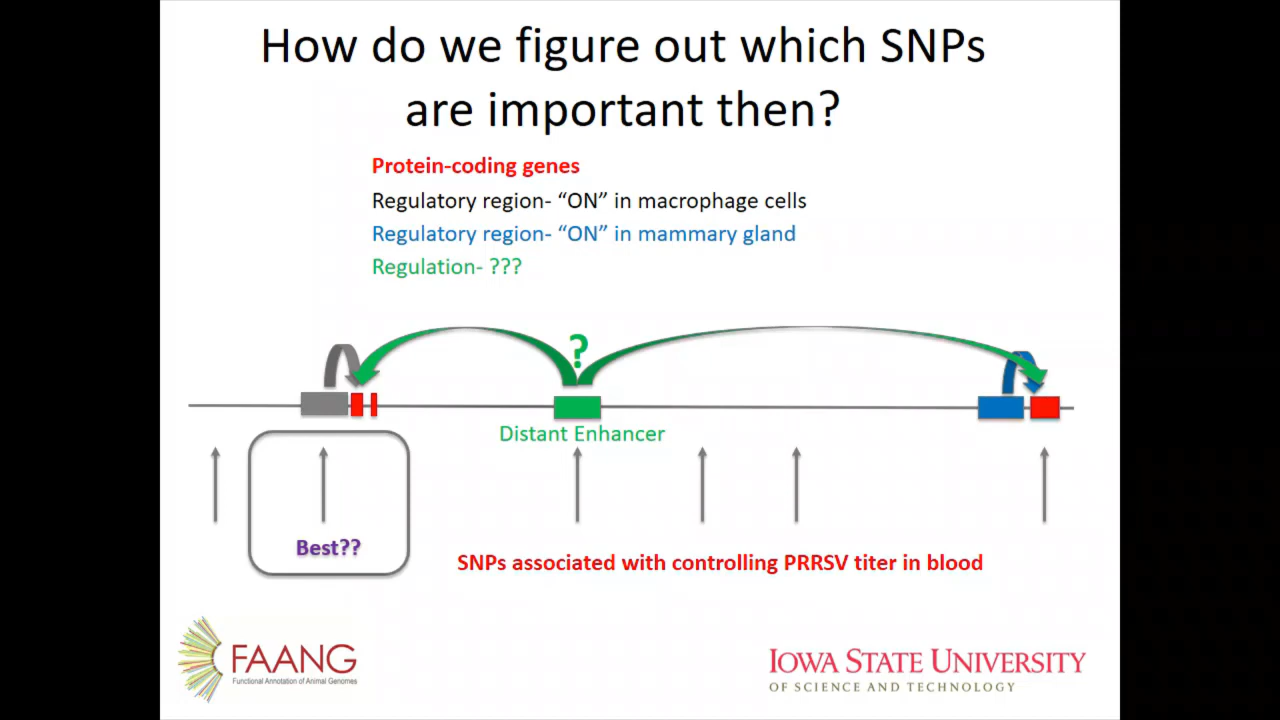 How do we figure out which SNPs
are important then?
Protein-coding genes
Regulatory region- “ON” in macrophage cells
Regulatory region- “ON” in mammary gland
Regulation- ???
?
Distant Enhancer
Best??
SNPs associated with controlling PRRSV titer in blood
FAANG
Functional Annotation of Animal Genomes
IOWA STATE UNIVERSITY
OF SCIENCE AND TECHNOLOGY